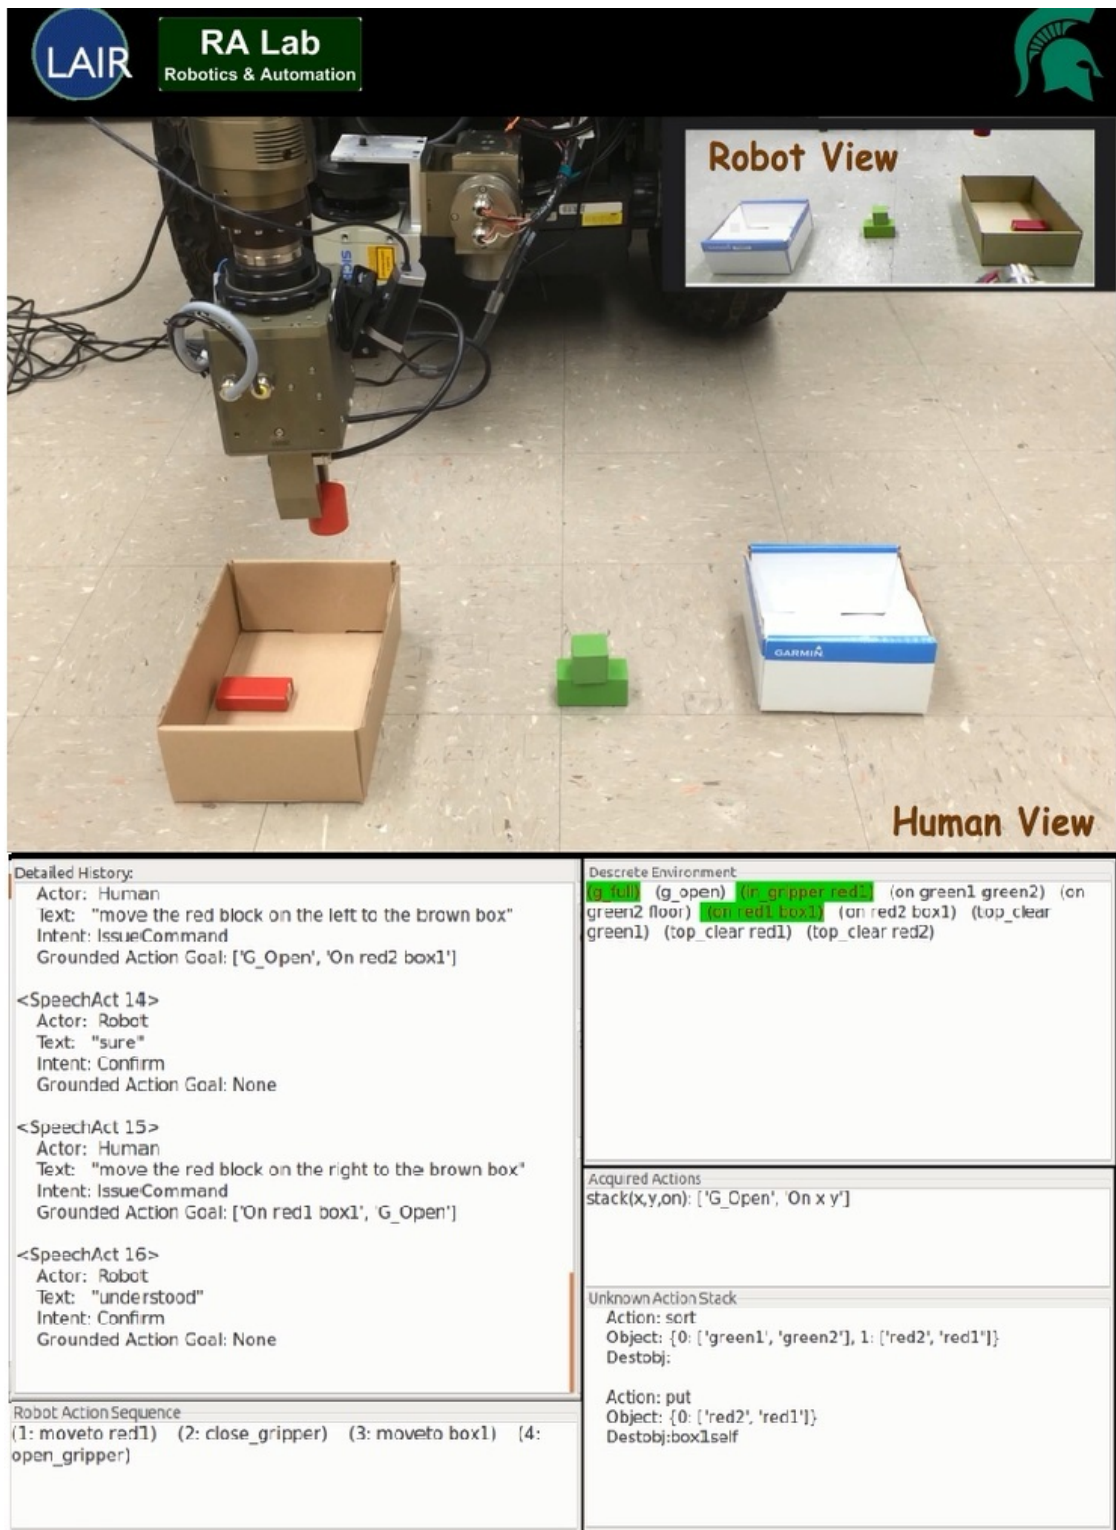 LAIR
RA Lab
Robotics & Automation
Robot View
SICK
GARMIN
Human View
Detailed History:
Actor: Human
Text: "move the red block on the left to the brown box"
Intent: IssueCommand
Grounded Action Goal: ['G_Open', 'On red2 box1']
<SpeechAct 14>
Actor: Robot
Text: "sure"
Intent: Confirm
Grounded Action Goal: None
<SpeechAct 15>
Actor: Human
Text: "move the red block on the right to the brown box"
Intent: IssueCommand
Grounded Action Goal: ['On red1 box1', 'G_Open']
<SpeechAct 16>
Actor: Robot
Text: "understood"
Intent: Confirm
Grounded Action Goal: None
Robot Action Sequence
(1: moveto red1) (2: close_gripper) (3: moveto box1) (4:
open_gripper)
Discrete Environment
(g_full) (g_open) (in_gripper red1) (on green1 green2) (on
green2 floor) (on red1 box1) (on red2 box1) (top_clear
green1) (top_clear red1) (top_clear red2)
Acquired Actions
stack(x,y,on): ['G_Open', 'On x y']
Unknown Action Stack
Action: sort
Object: {0: ['green1', 'green2'], 1: ['red2', 'red1']}
Destobj:
Action: put
Object: {0: ['red2', 'red1']}
Destobj:box1self